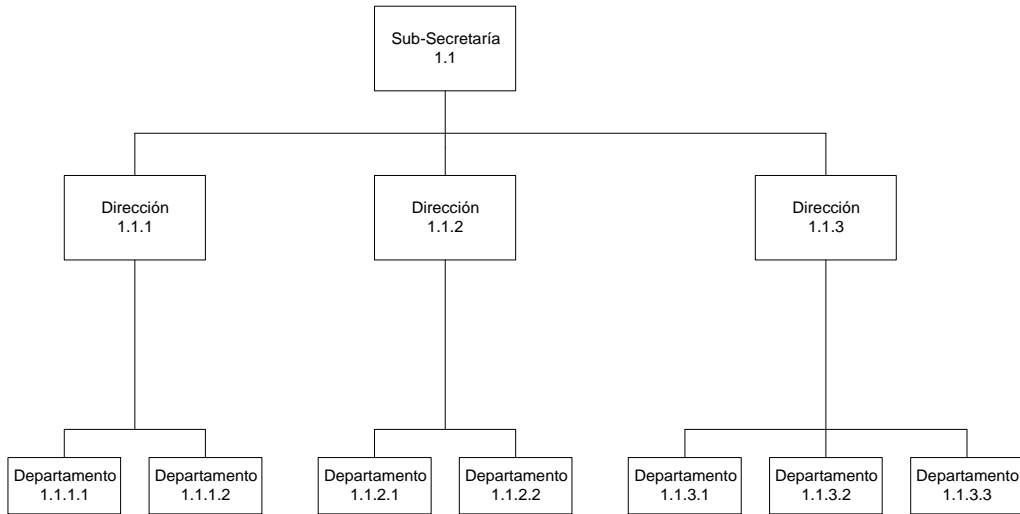 Sub-Secretaría
1.1
Dirección
1.1.1
Dirección
1.1.2
Dirección
1.1.3
Departamento
1.1.1.1
Departamento
1.1.1.2
Departamento
1.1.2.1
Departamento
1.1.2.2
Departamento
1.1.3.1
Departamento
1.1.3.2
Departamento
1.1.3.3